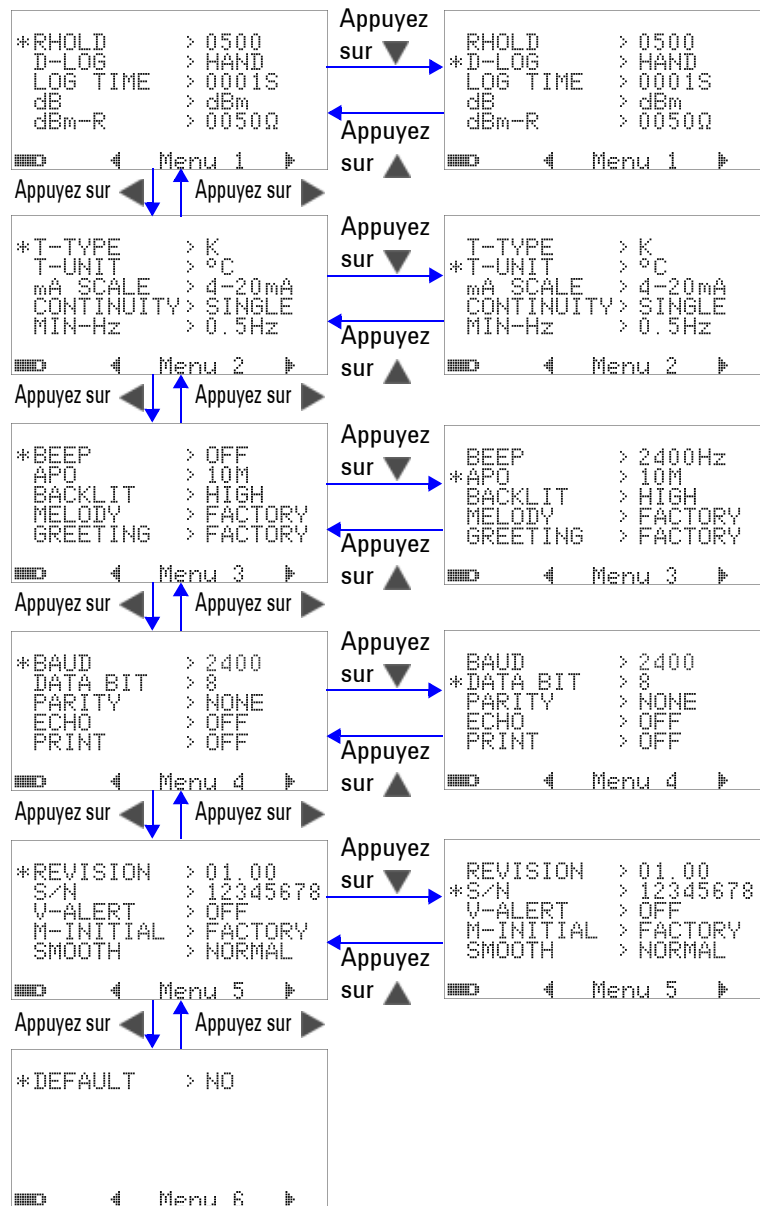 *RHOLD > 0500
D-LOG > HAND
LOG TIME > 0001S
dB > dBm
dBm-R > 0050Ω
Menu 1
Appuyez
sur
Appuyez
sur
RHOLD > 0500
*D-LOG > HAND
LOG TIME > 0001S
dB > dBm
dBm-R > 0050Ω
Menu 1
Appuyez sur
Appuyez sur
*T-TYPE > K
T-UNIT > °C
mA SCALE > 4-20mA
CONTINUITY> SINGLE
MIN-Hz > 0.5Hz
Menu 2
Appuyez
sur
Appuyez
sur
T-TYPE > K
*T-UNIT > °C
mA SCALE > 4-20mA
CONTINUITY> SINGLE
MIN-Hz > 0.5Hz
Menu 2
Appuyez sur
Appuyez sur
*BEEP > OFF
APO > 10M
BACKLIT > HIGH
MELODY > FACTORY
GREETING > FACTORY
Menu 3
Appuyez
sur
Appuyez
sur
BEEP > 2400Hz
*APO > 10M
BACKLIT > HIGH
MELODY > FACTORY
GREETING > FACTORY
Menu 3
Appuyez sur
Appuyez sur
*BAUD > 2400
DATA BIT > 8
PARITY > NONE
ECHO > OFF
PRINT > OFF
Menu 4
Appuyez
sur
Appuyez
sur
BAUD > 2400
*DATA BIT > 8
PARITY > NONE
ECHO > OFF
PRINT > OFF
Menu 4
Appuyez sur
Appuyez sur
*REVISION > 01.00
S/N > 12345678
V-ALERT > OFF
M-INITIAL > FACTORY
SMOOTH > NORMAL
Menu 5
Appuyez
sur
Appuyez
sur
REVISION > 01.00
*S/N > 12345678
V-ALERT > OFF
M-INITIAL > FACTORY
SMOOTH > NORMAL
Menu 5
Appuyez sur
Appuyez sur
*DEFAULT > NO
Menu 6